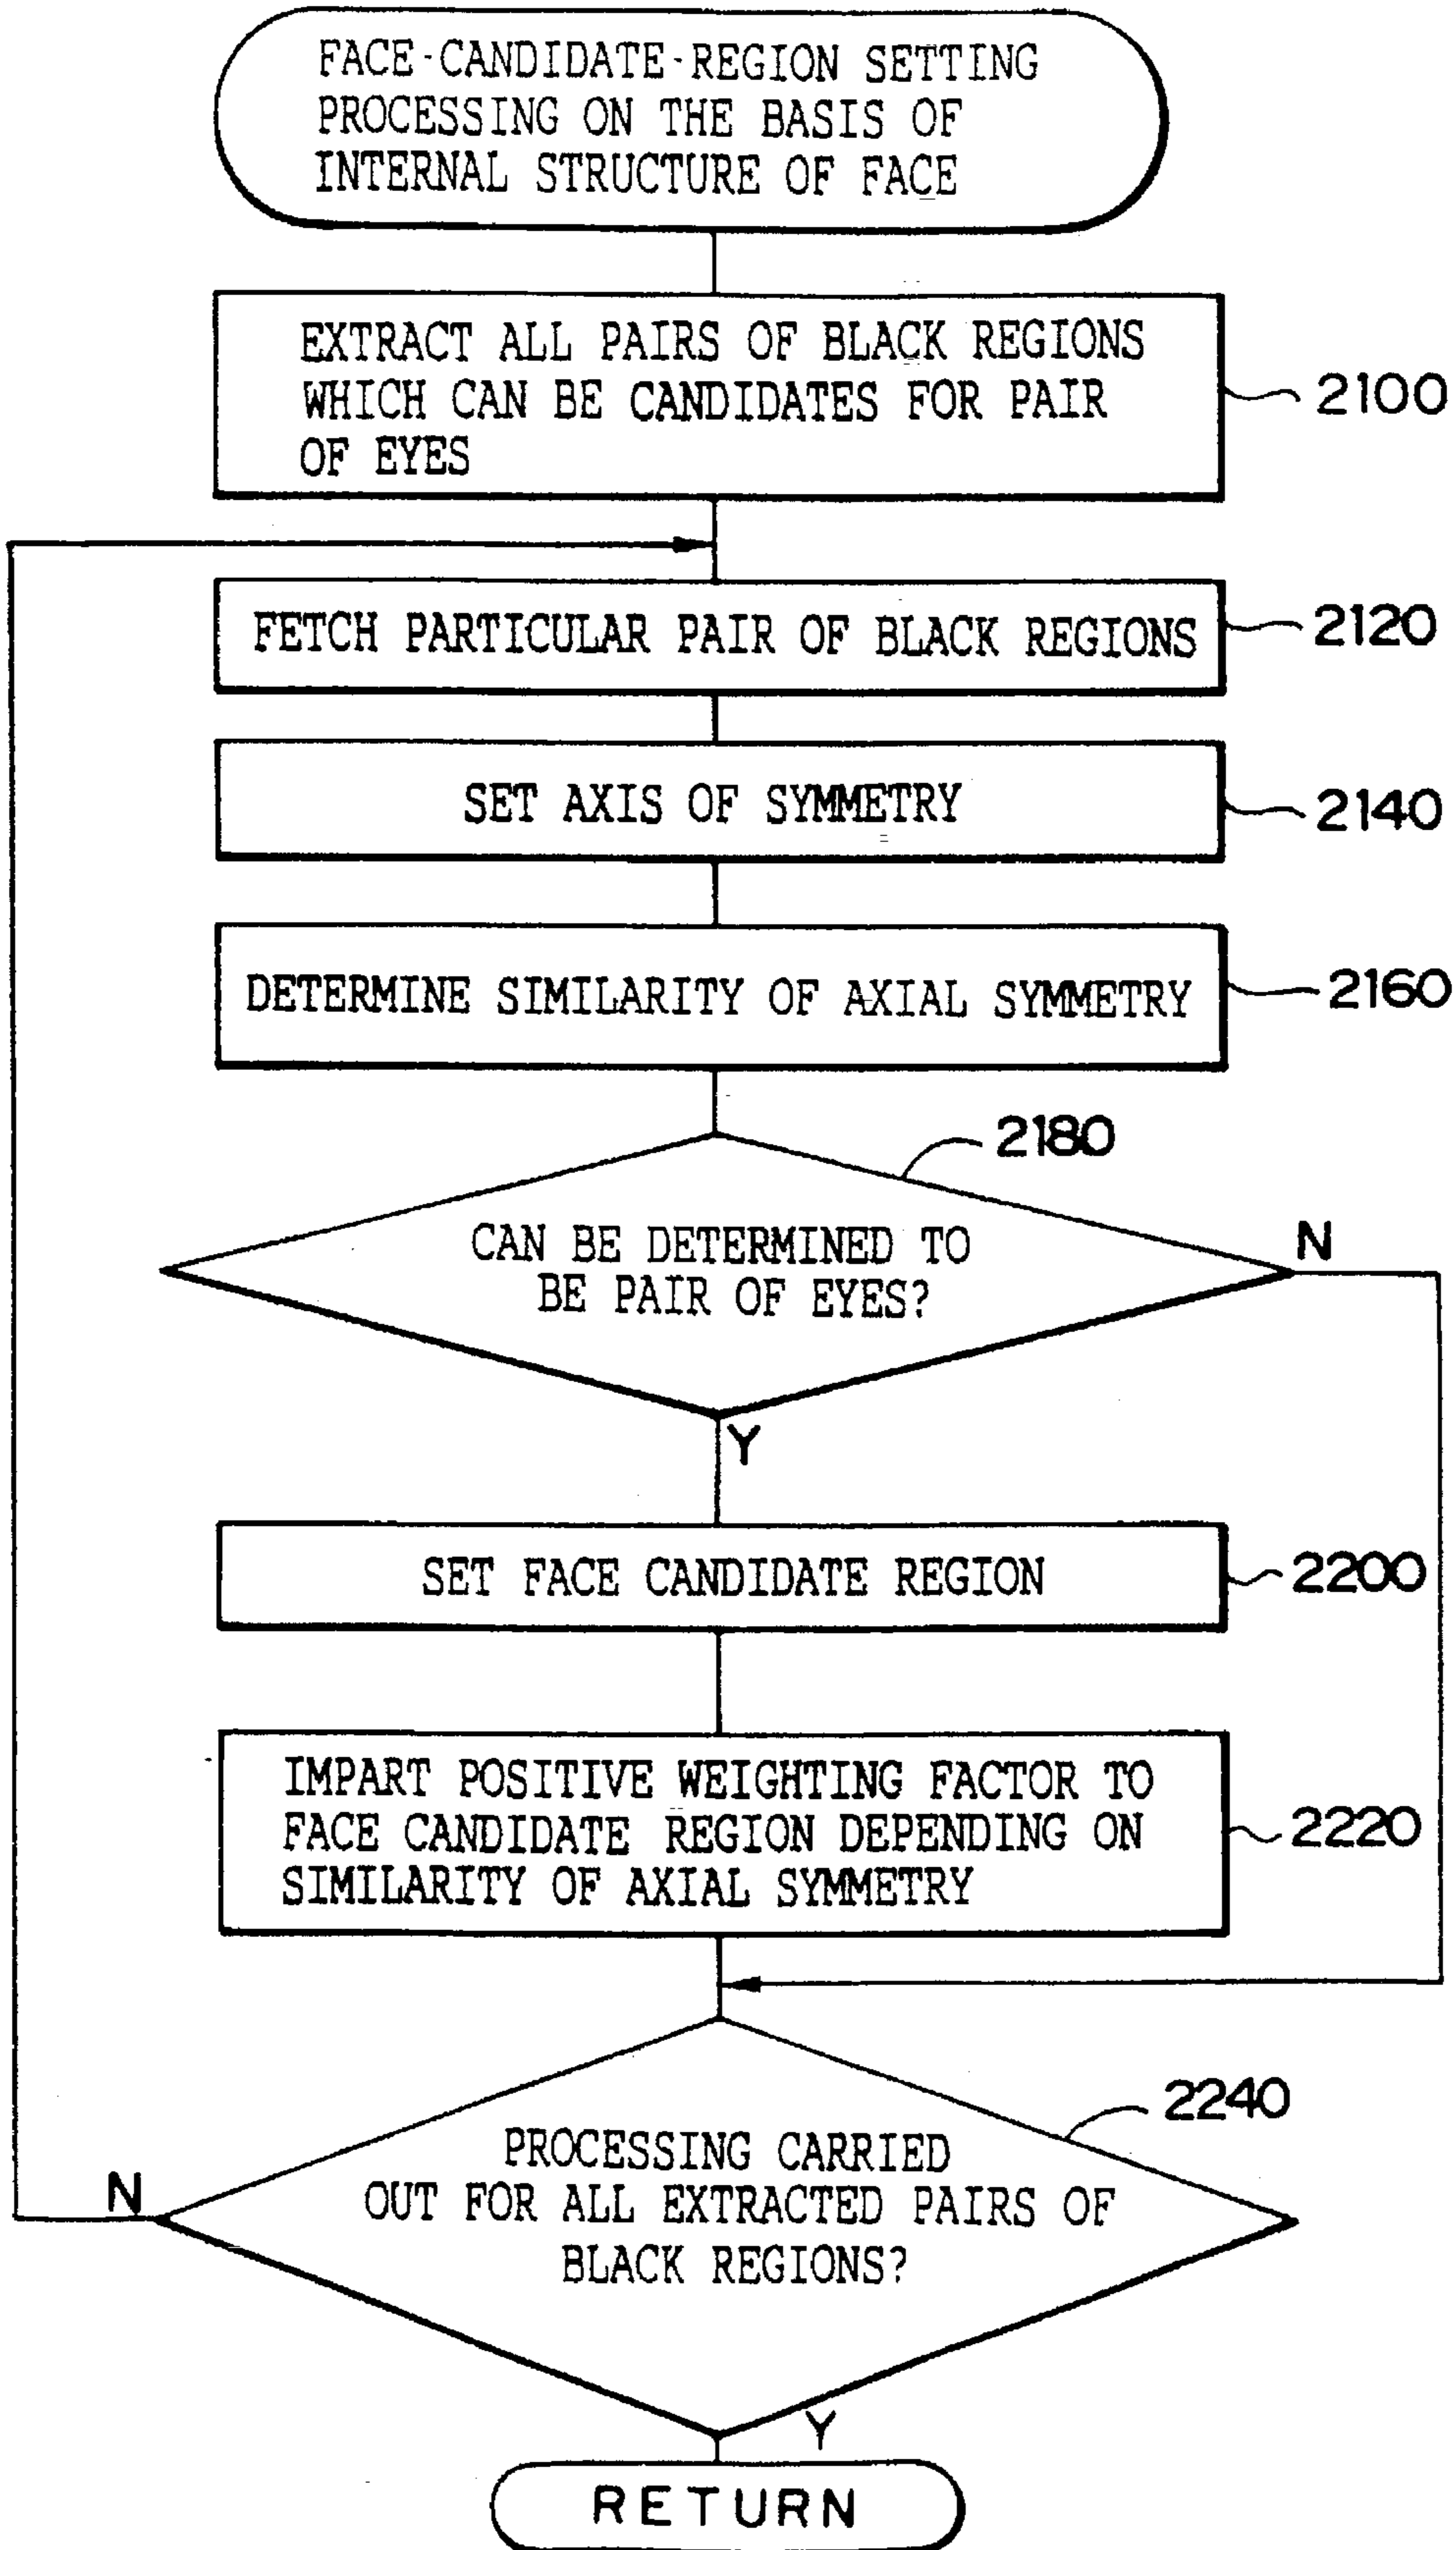 FACE-CANDIDATE-REGION SETTING
PROCESSING ON THE BASIS OF
INTERNAL STRUCTURE OF FACE
EXTRACT ALL PAIRS OF BLACK REGIONS
WHICH CAN BE CANDIDATES FOR PAIR
OF EYES
2100
FETCH PARTICULAR PAIR OF BLACK REGIONS
2120
SET AXIS OF SYMMETRY
2140
DETERMINE SIMILARITY OF AXIAL SYMMETRY
2160
2180
CAN BE DETERMINED TO
BE PAIR OF EYES?
N
Y
SET FACE CANDIDATE REGION
2200
IMPART POSITIVE WEIGHTING FACTOR TO
FACE CANDIDATE REGION DEPENDING ON
SIMILARITY OF AXIAL SYMMETRY
2220
2240
PROCESSING CARRIED
OUT FOR ALL EXTRACTED PAIRS OF
BLACK REGIONS?
N
Y
RETURN